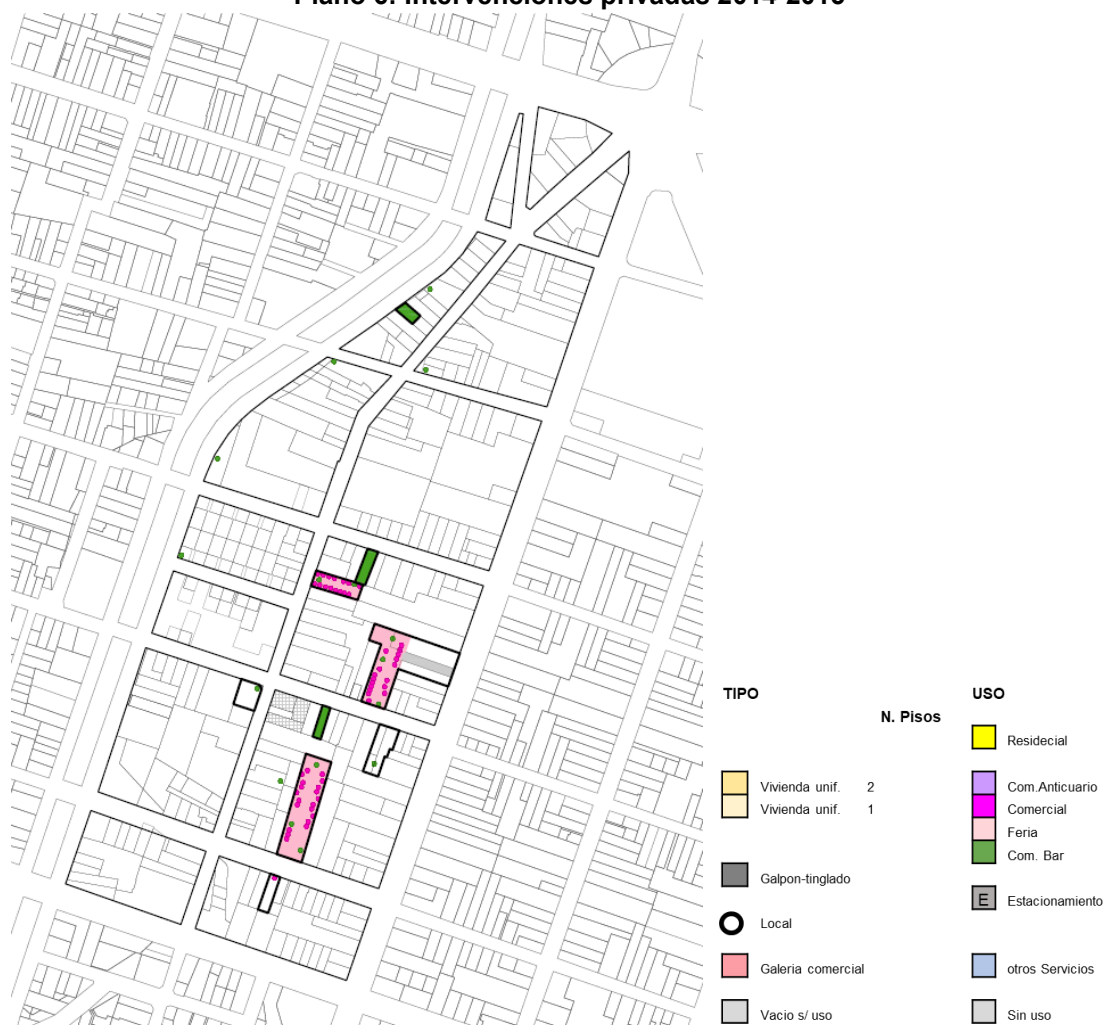 TIPO
N. Pisos
Vivienda unif. 2
Vivienda unif. 1
Galpon-tinglado
Local
Galeria comercial
Vacio s/ uso
USO
Residecial
Com.Anticuario
Comercial
Feria
Com. Bar
E Estacionamiento
otros Servicios
Sin uso